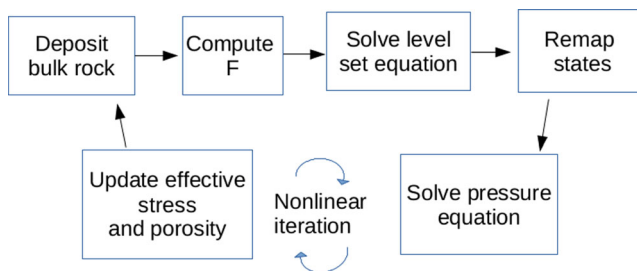 Deposit
bulk rock
Compute
F
Solve level
set equation
Remap
states
Update effective
stress
and porosity
Nonlinear
iteration
Solve pressure
equation